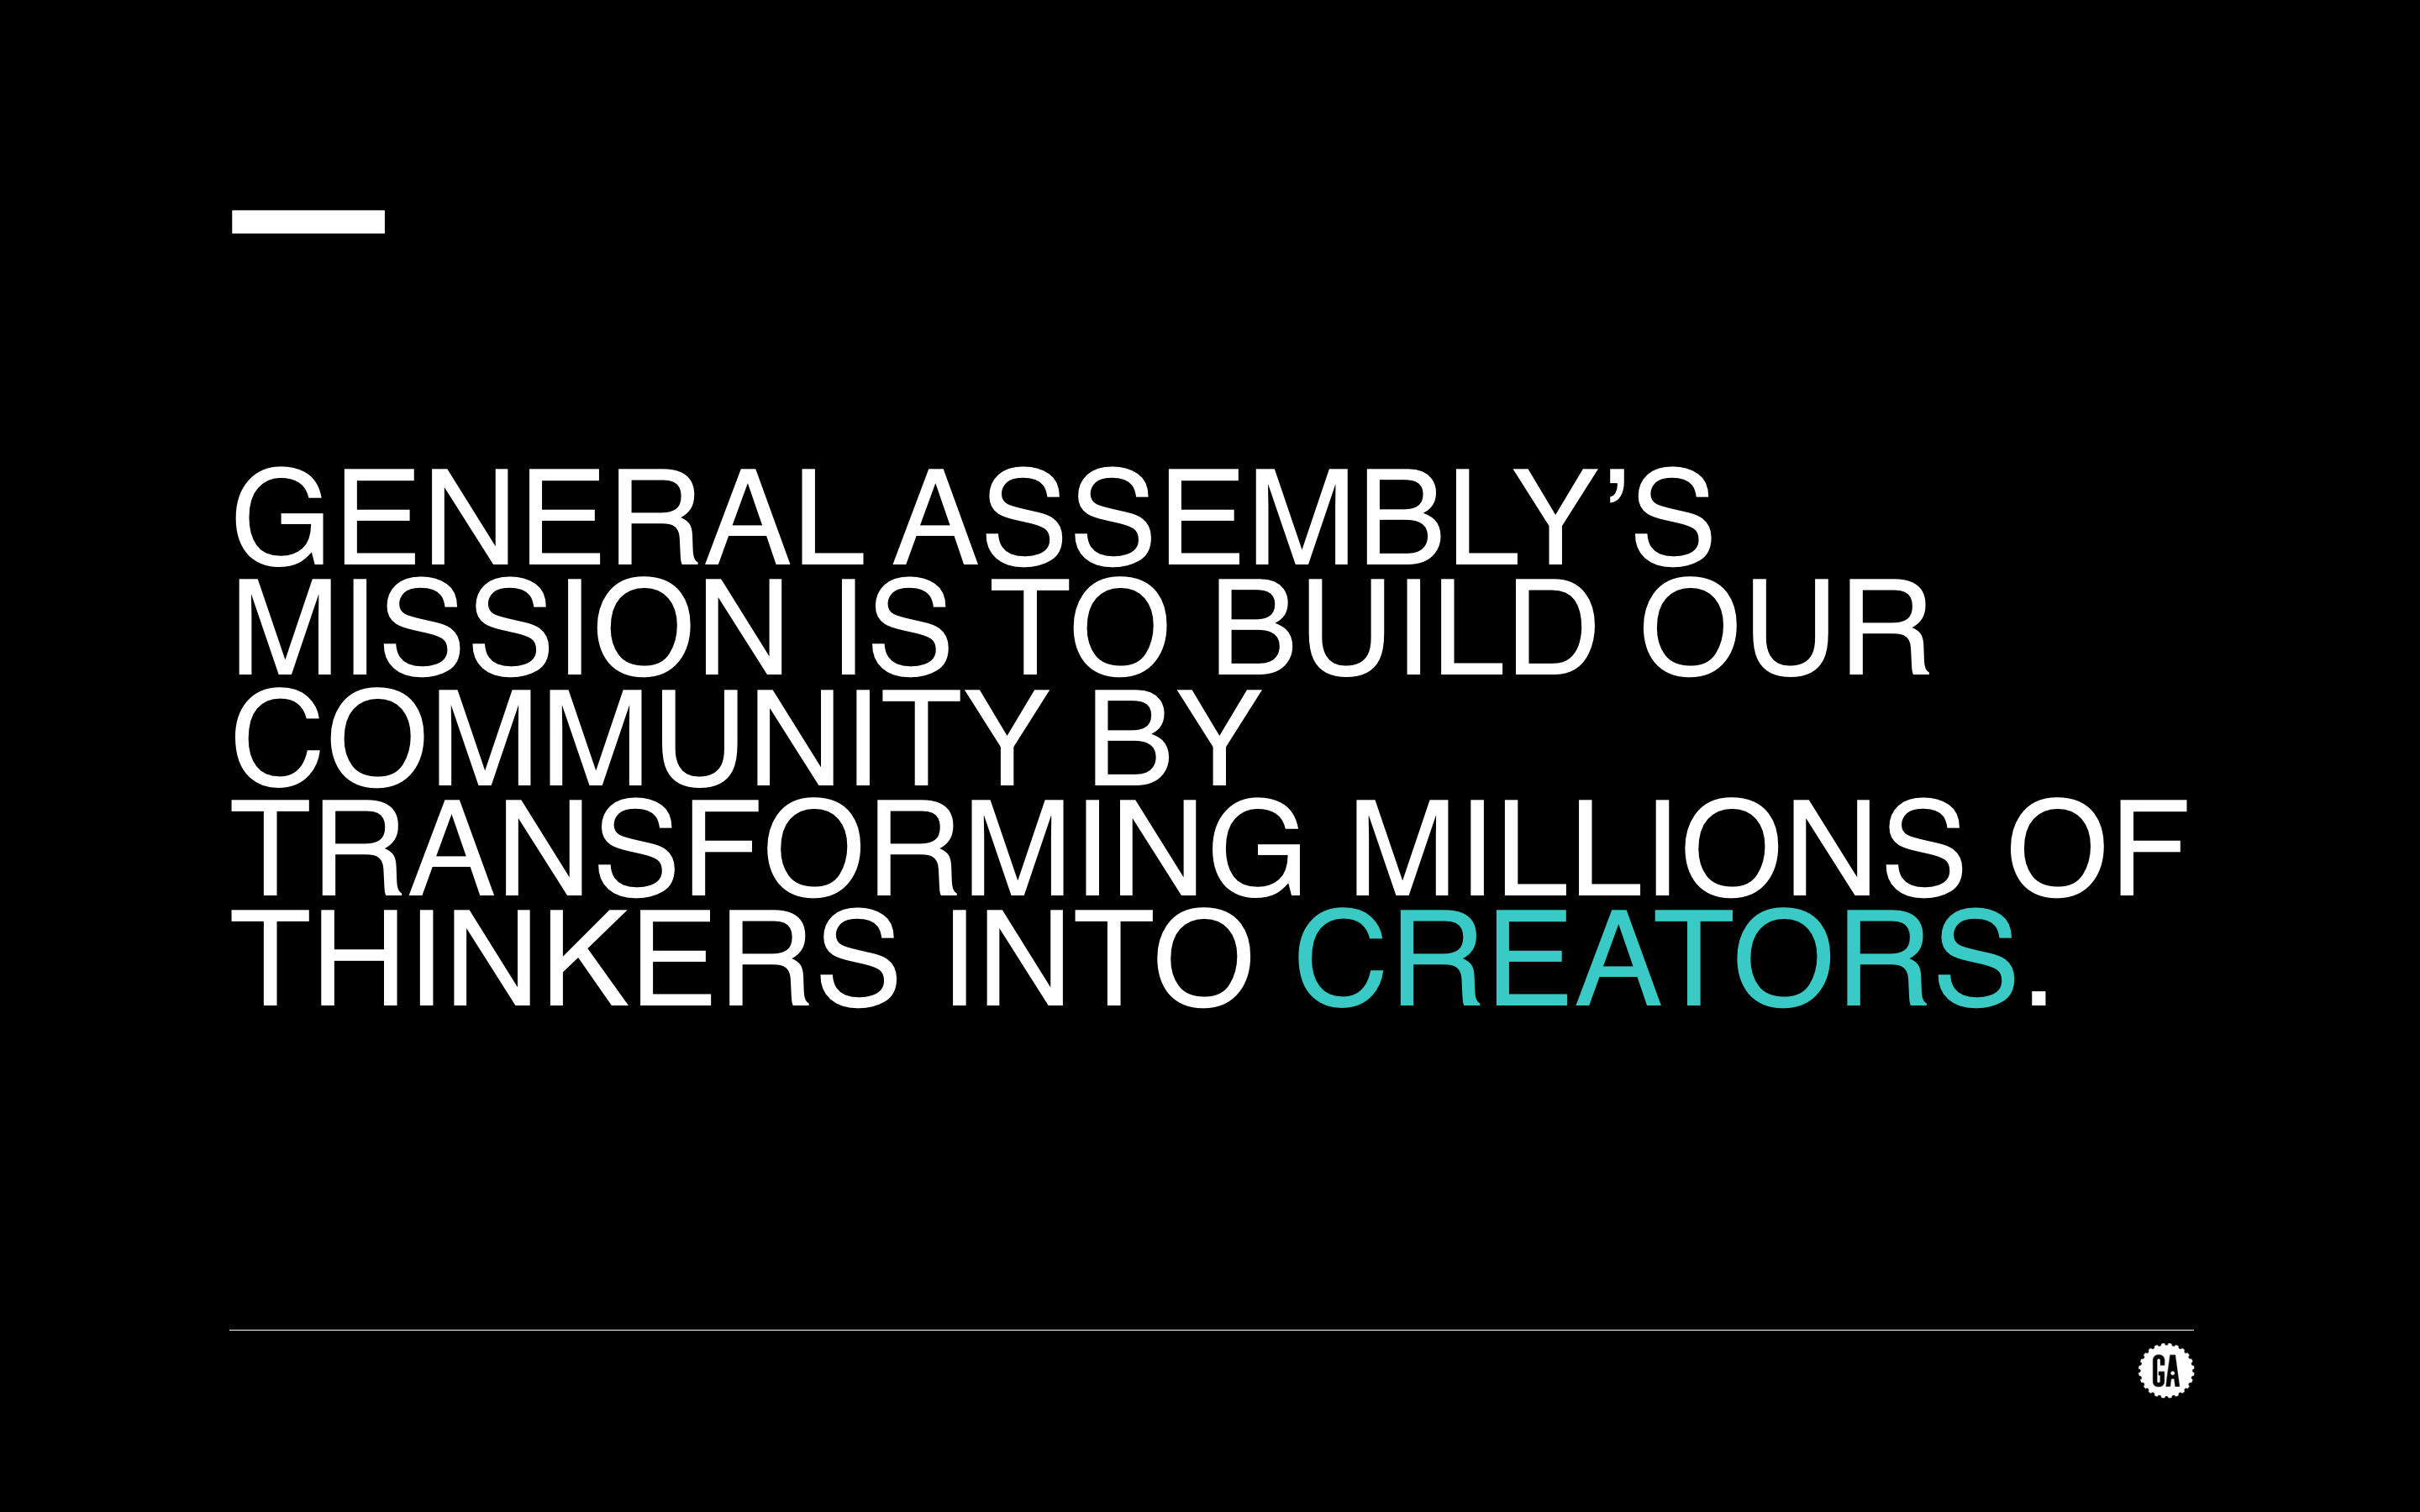 GENERAL ASSEMBLY’S
MISSION IS TO BUILD OUR
COMMUNITY BY
TRANSFORMING MILLIONS OF
THINKERS INTO CREATORS.
GA